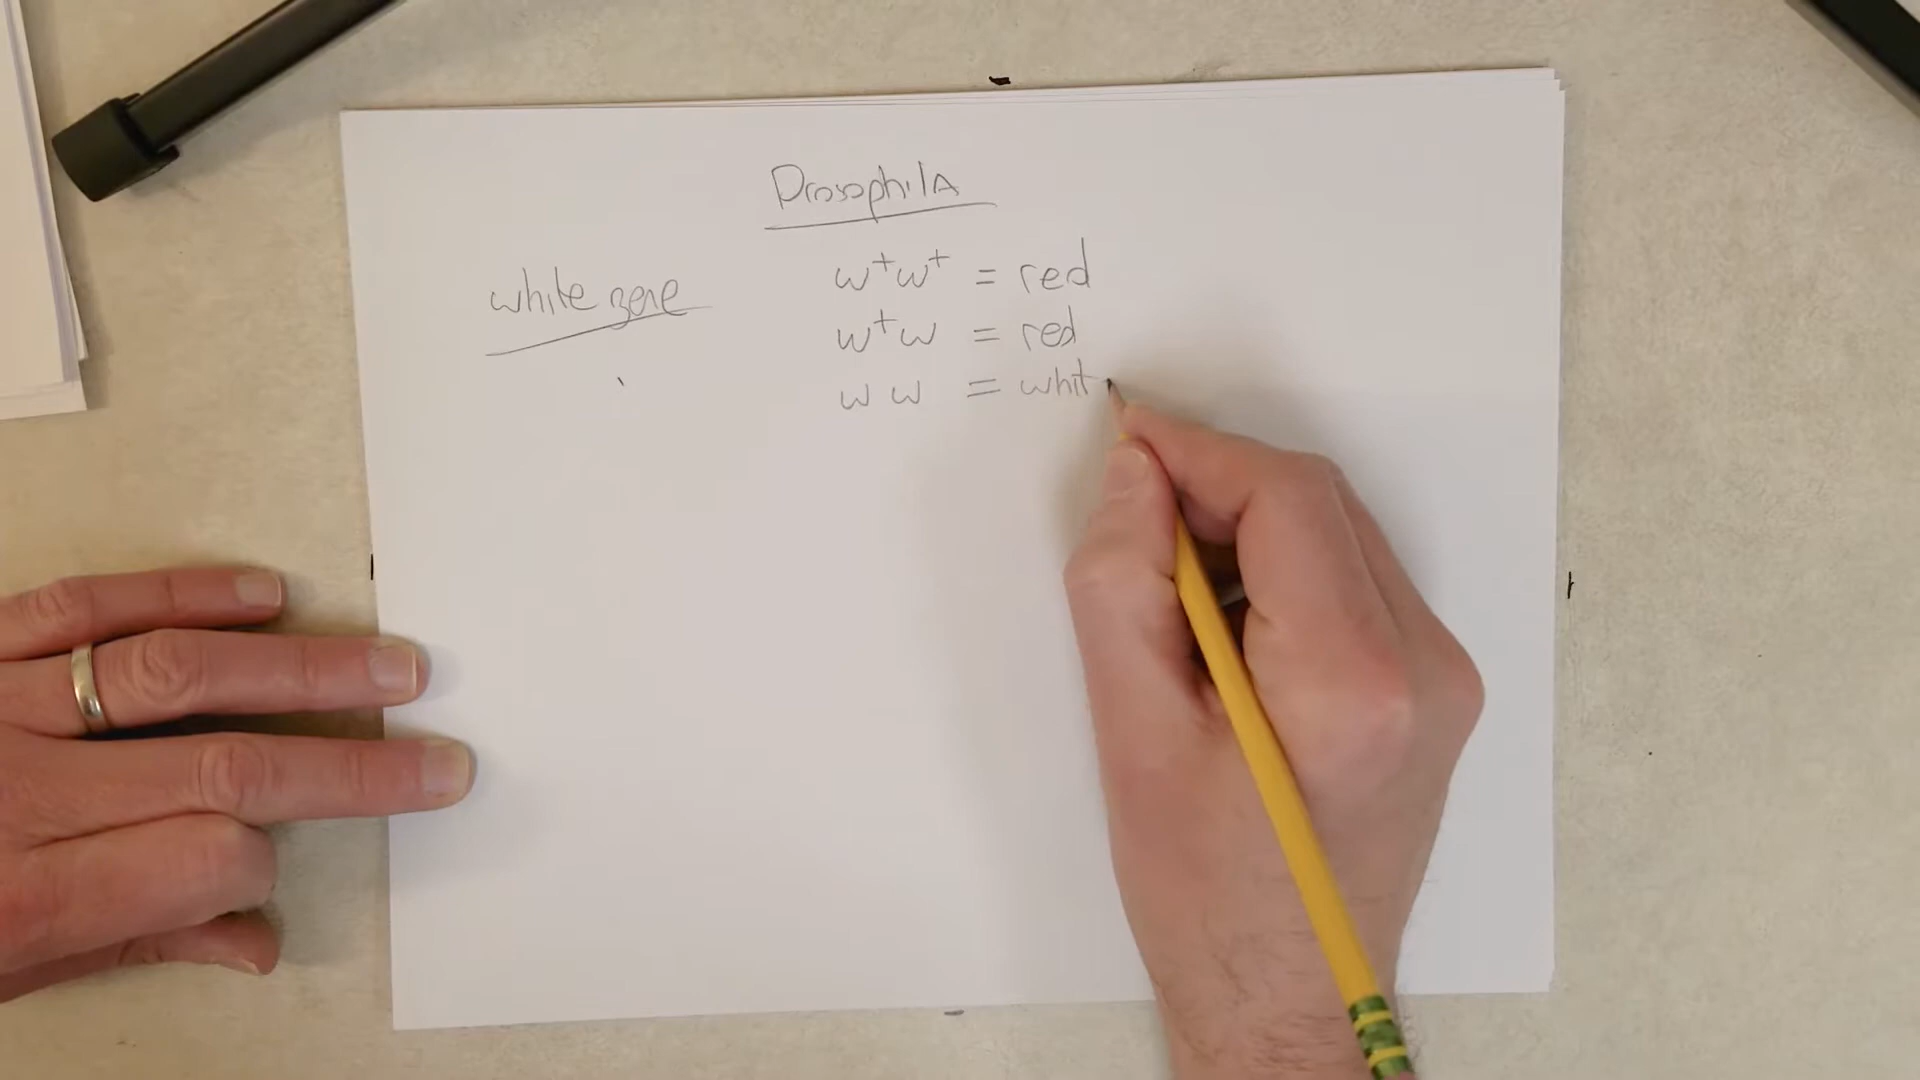 Drosophila
white gene
w⁺w⁺ = red
w⁺w = red
w w = whit